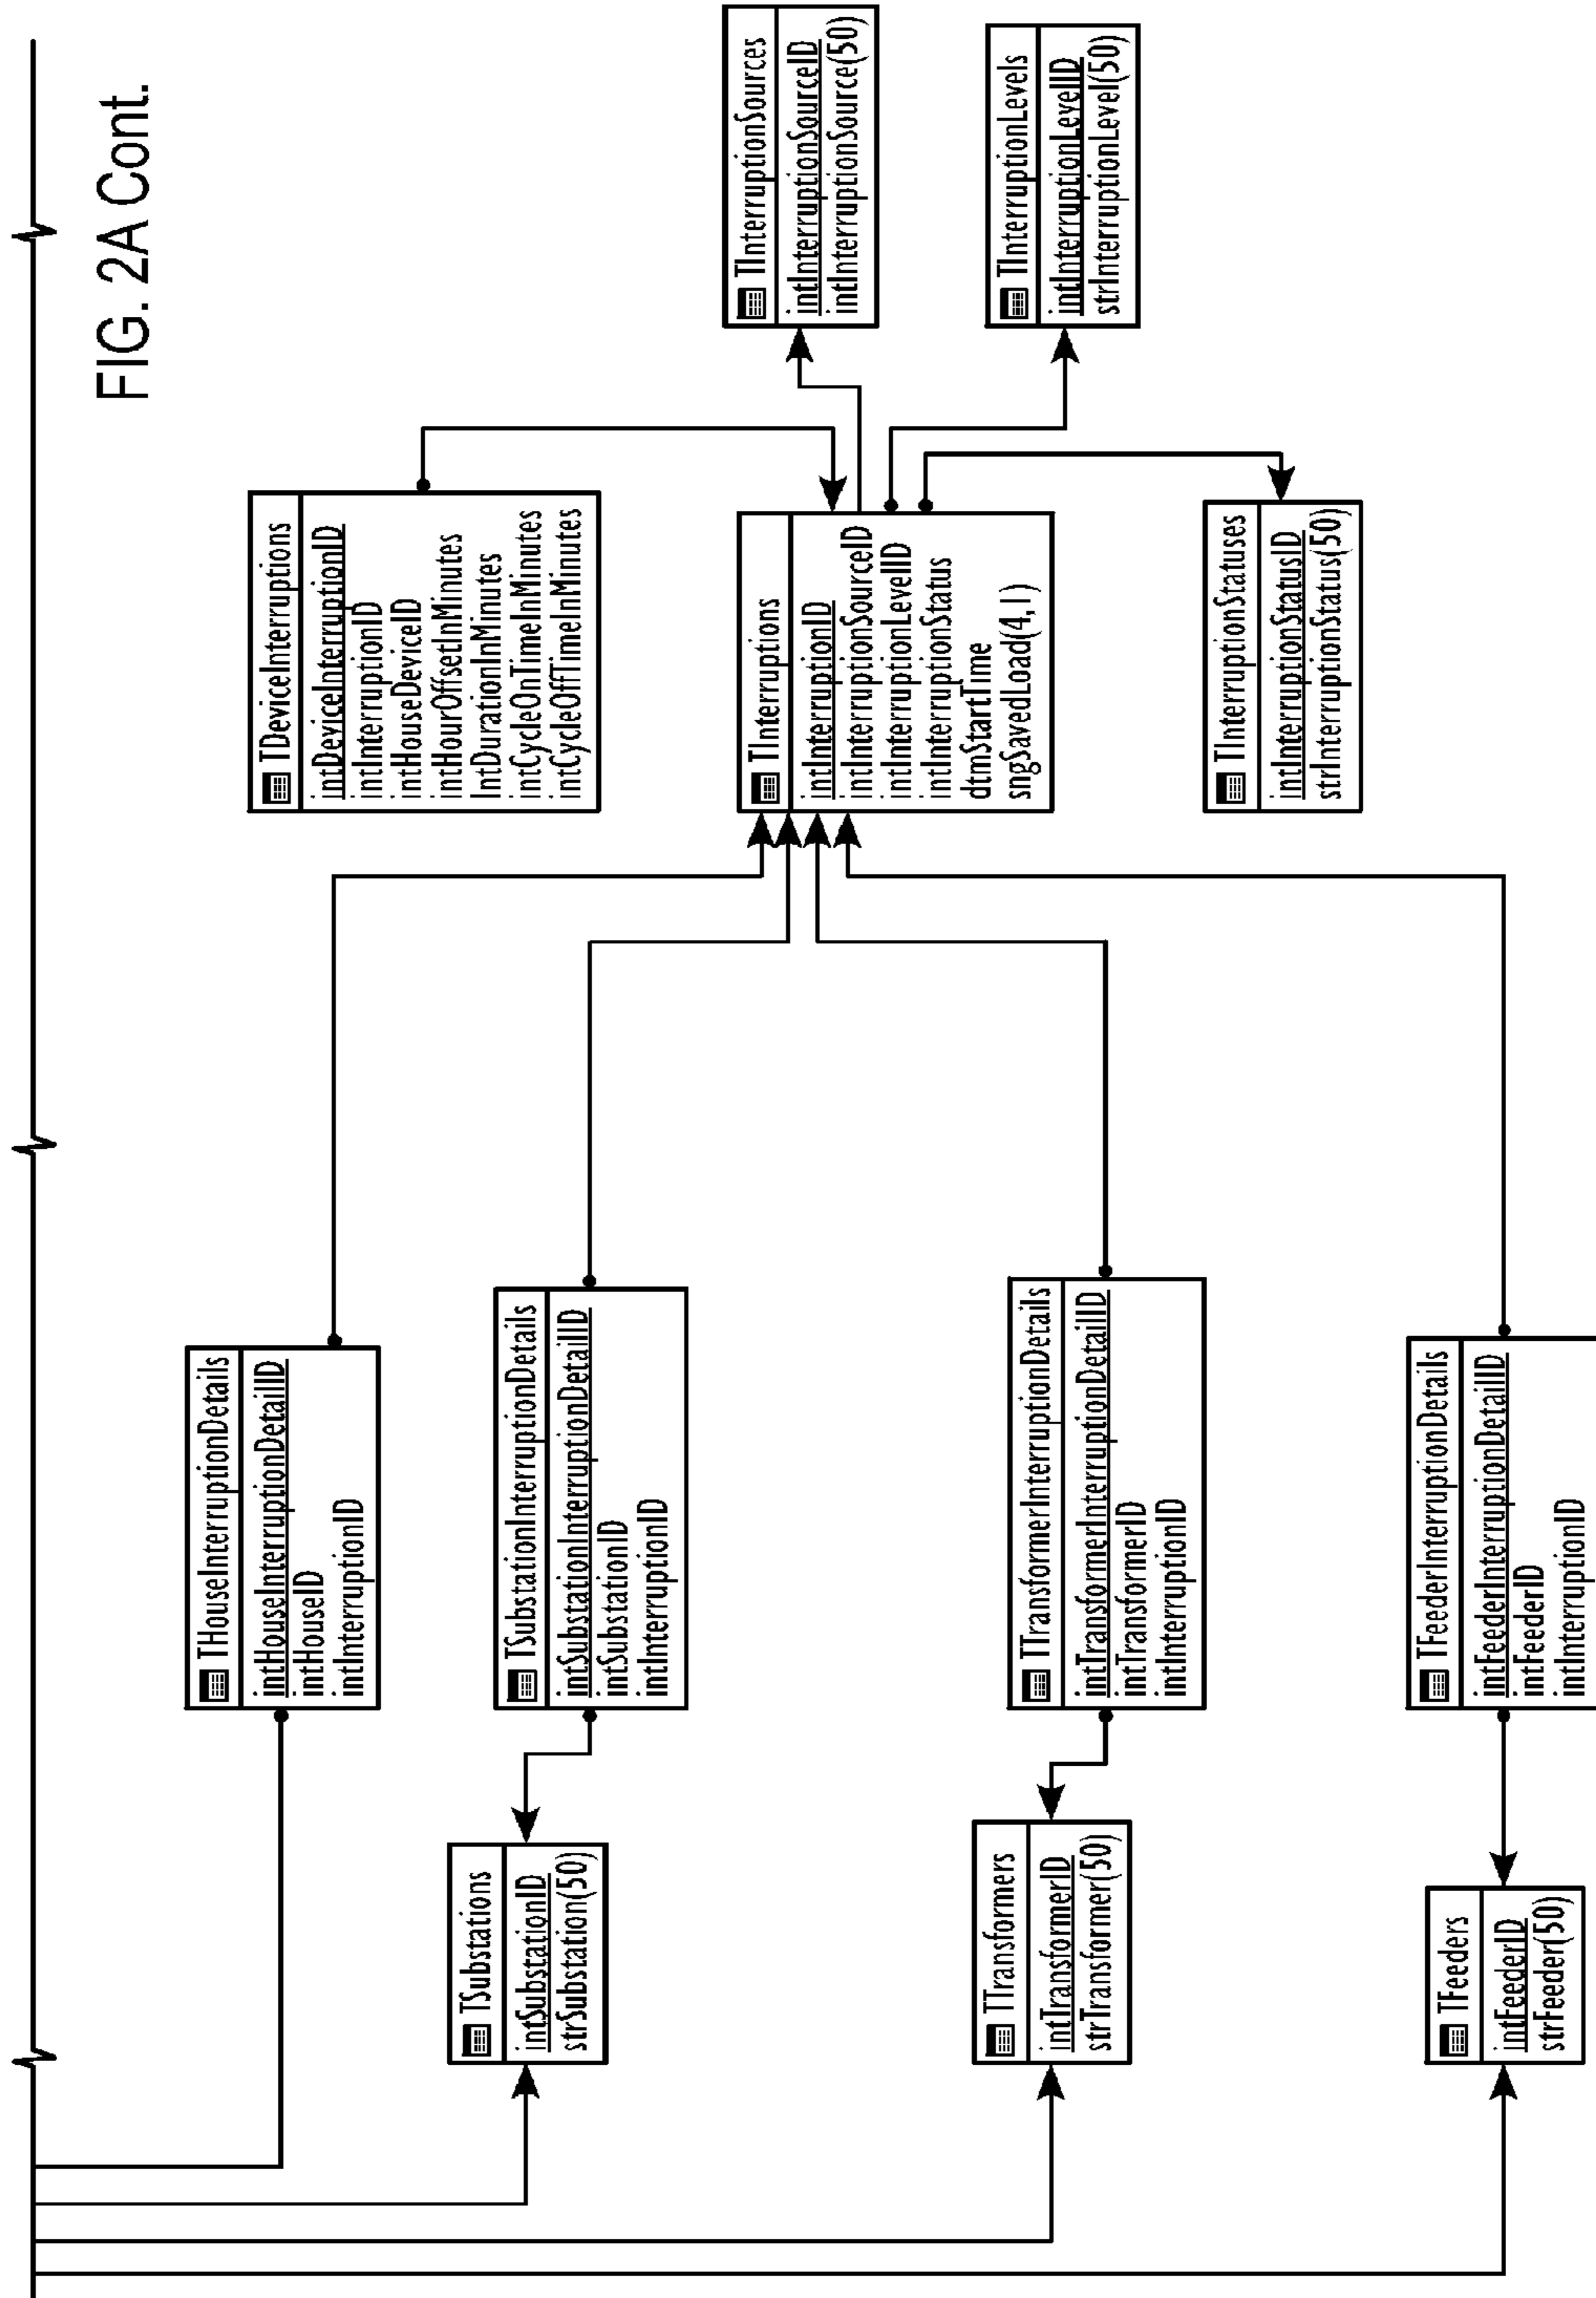 FIG. 2A Cont.
THouseInterruptionDetails
intHouseInterruptionDetailID
intHouseID
intInterruptionID
TDeviceInterruptions
intDeviceInterruptionID
intInterruptionID
intHouseDeviceID
intHourOffsetInMinutes
IntDurationInMinutes
intCycleOnTimeInMinutes
intCycleOffTimeInMinutes
TSubstations
intSubstationID
strSubstation(50)
TSubstationInterruptionDetails
intSubstationInterruptionDetailID
intSubstationID
intInterruptionID
TInterruptions
intInterruptionID
intInterruptionSourceID
intInterruptionLevelID
intInterruptionStatus
dtmStartTime
sngSavedLoad(4,1)
TInterruptionSources
intInterruptionSourceID
intInterruptionSource(50)
TTransformers
intTransformerID
strTransformer(50)
TTransformerInterruptionDetails
intTransformerInterruptionDetailID
intTransformerID
intInterruptionID
TInterruptionLevels
intInterruptionLevelID
strInterruptionLevel(50)
TInterruptionStatuses
intInterruptionStatusID
strInterruptionStatus(50)
TFeeders
intFeederID
strFeeder(50)
TFeederInterruptionDetails
intFeederInterruptionDetailID
intFeederID
intInterruptionID